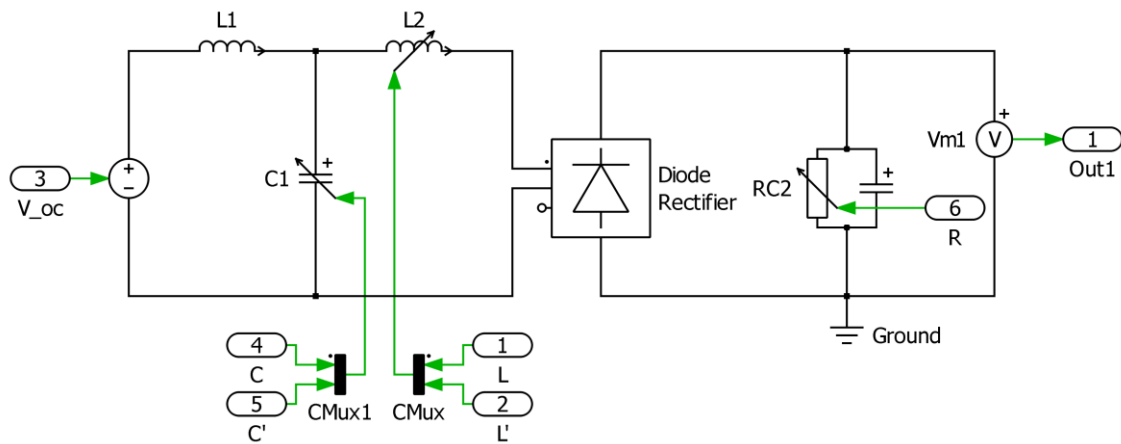 L1
L2
3
V_oc
+
−
C1
+
Diode
Rectifier
RC2
+
6
R
Vm1
+
V
1
Out1
Ground
4
C
5
C'
CMux1
CMux
1
L
2
L'